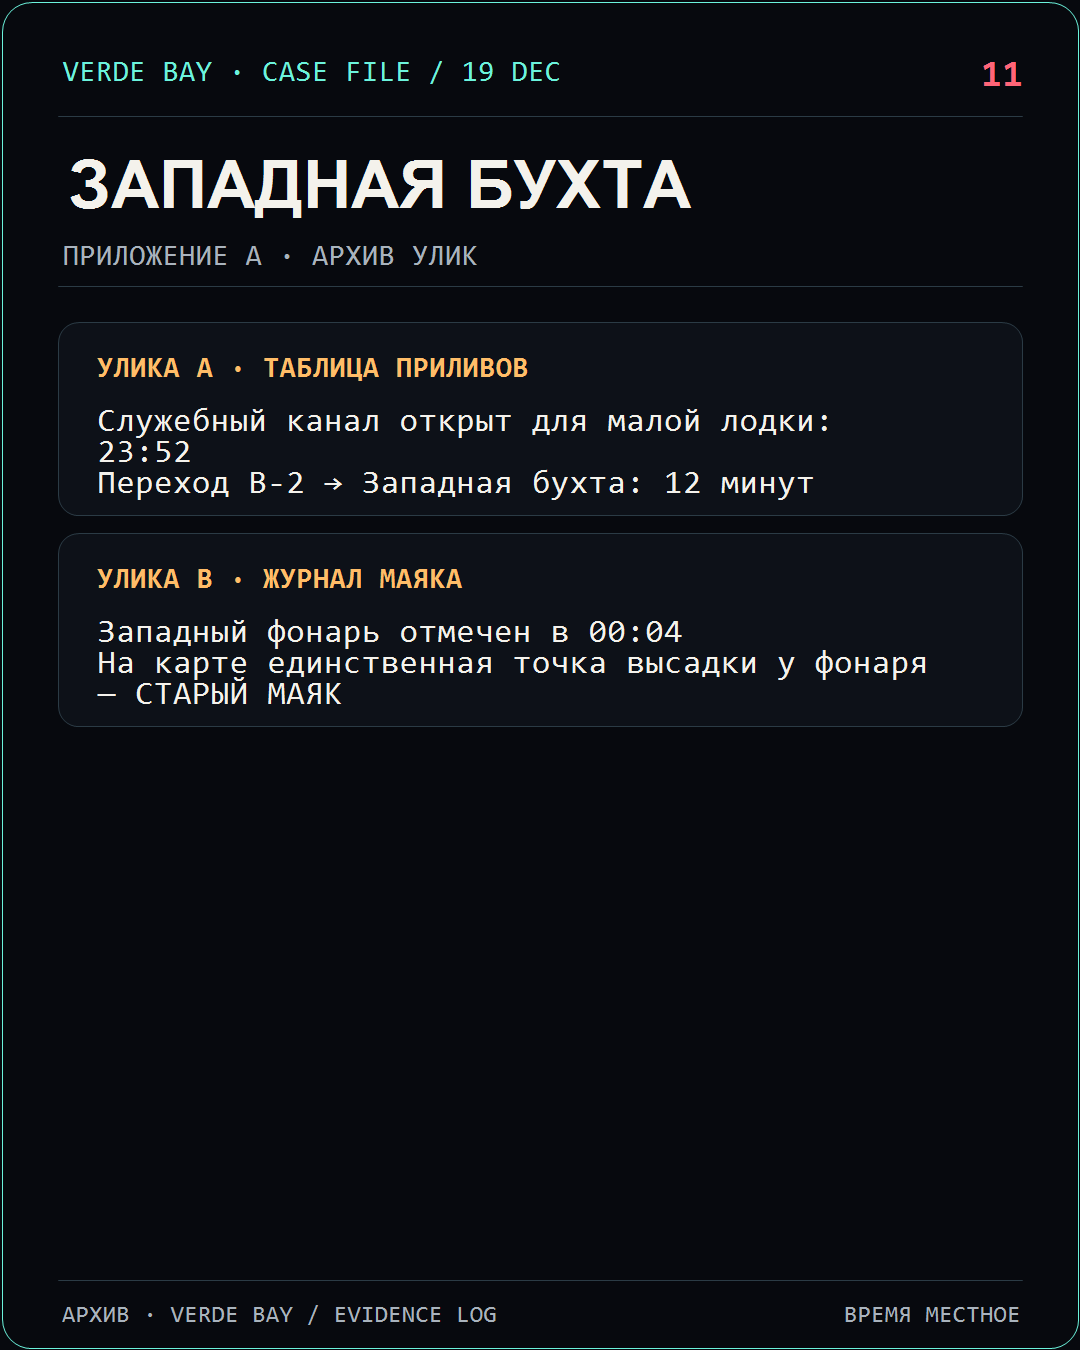 VERDE BAY · CASE FILE / 19 DEC
11
ЗАПАДНАЯ БУХТА
ПРИЛОЖЕНИЕ А · АРХИВ УЛИК
УЛИКА А · ТАБЛИЦА ПРИЛИВОВ
Служебный канал открыт для малой лодки:
23:52
Переход В-2 → Западная бухта: 12 минут
УЛИКА В · ЖУРНАЛ МАЯКА
Западный фонарь отмечен в 00:04
На карте единственная точка высадки у фонаря
— СТАРЫЙ МАЯК
АРХИВ · VERDE BAY / EVIDENCE LOG
ВРЕМЯ МЕСТНОЕ